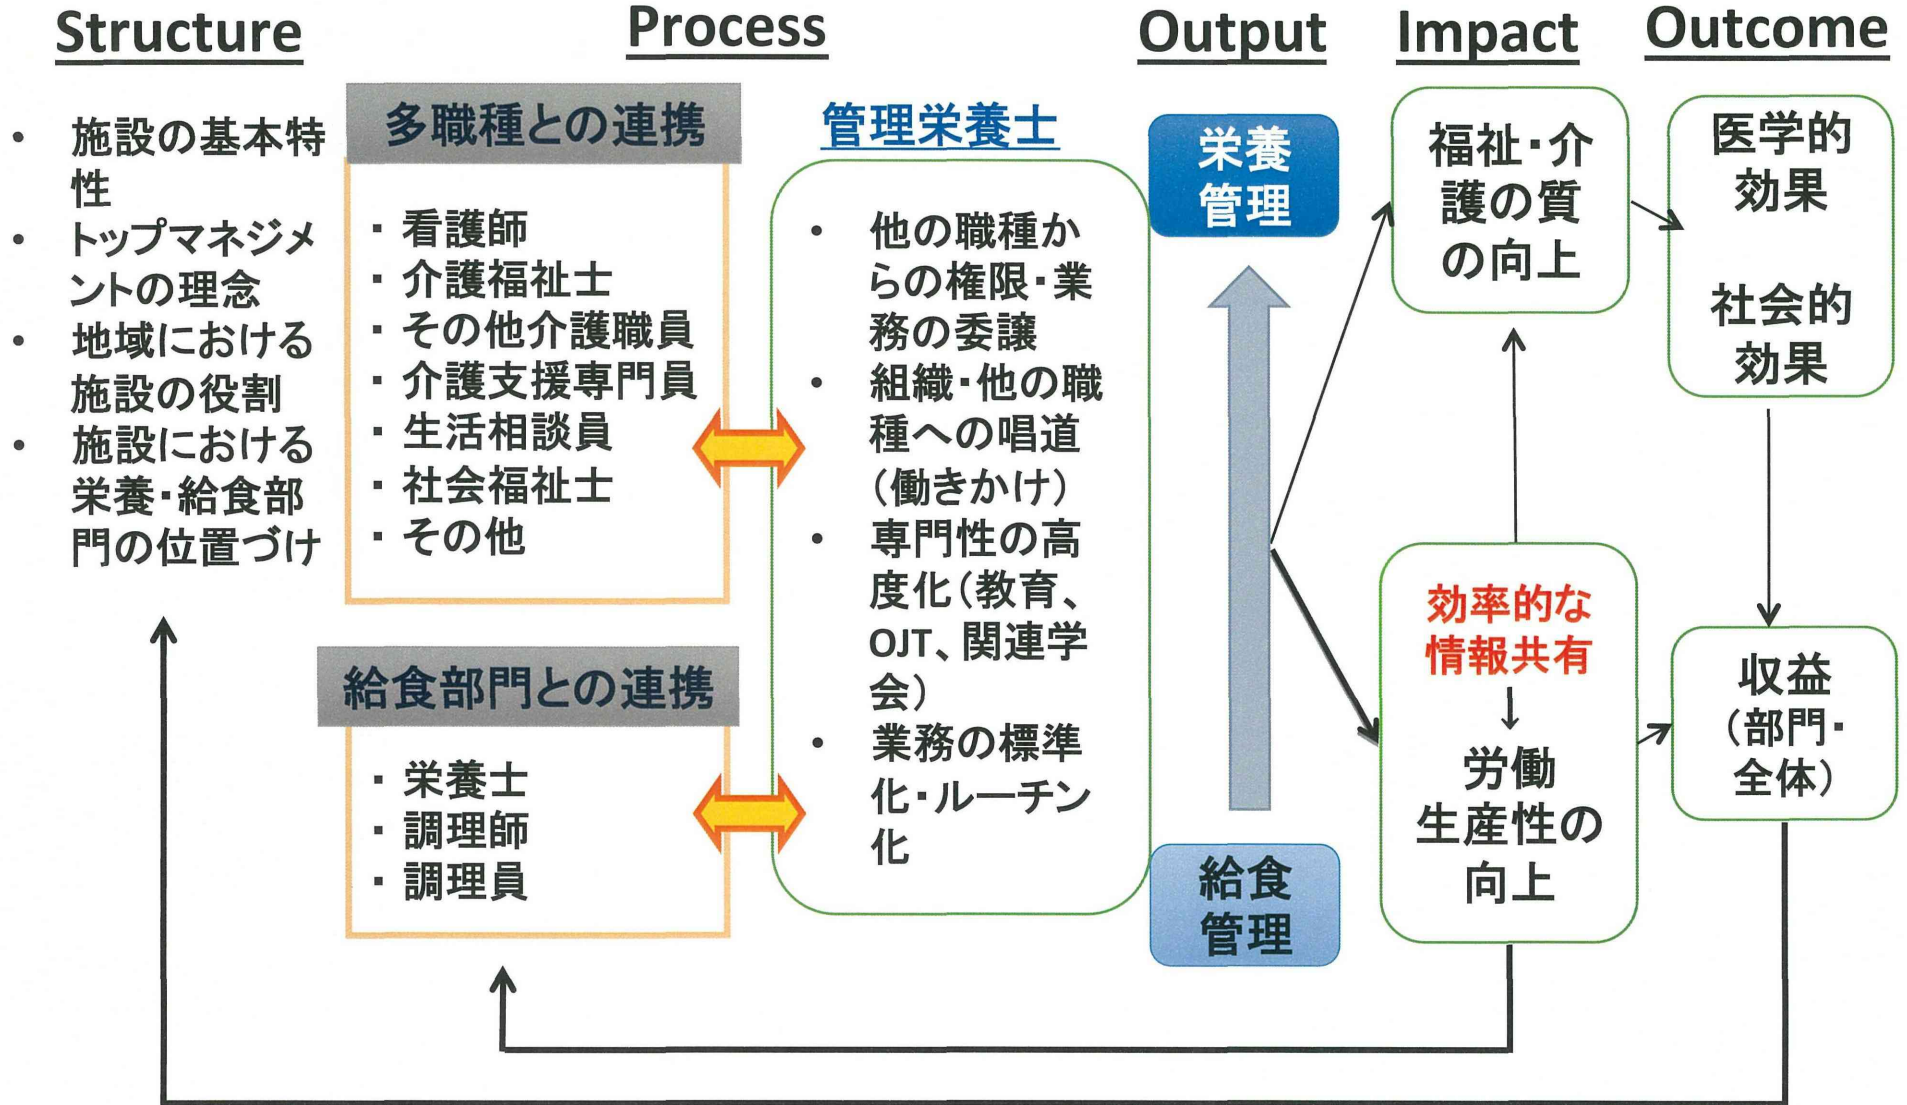 Structure
・ 施設の基本特
性
・ トップマネジメ
ントの理念
・ 地域における
施設の役割
・ 施設における
栄養・給食部
門の位置づけ
Process
多職種との連携
・看護師
・介護福祉士
・その他介護職員
・介護支援専門員
・生活相談員
・社会福祉士
・その他
給食部門との連携
・栄養士
・調理師
・調理員
管理栄養士
・ 他の職種か
らの権限・業
務の委譲
・ 組織・他の職
種への唱道
(働きかけ)
・ 専門性の高
度化(教育、
OJT、関連学
会)
・ 業務の標準
化・ルーチン
化
Output
栄養
管理
給食
管理
Impact
福祉・介
護の質
の向上
効率的な
情報共有
労働
生産性の
向上
Outcome
医学的
効果
社会的
効果
収益
(部門・
全体)